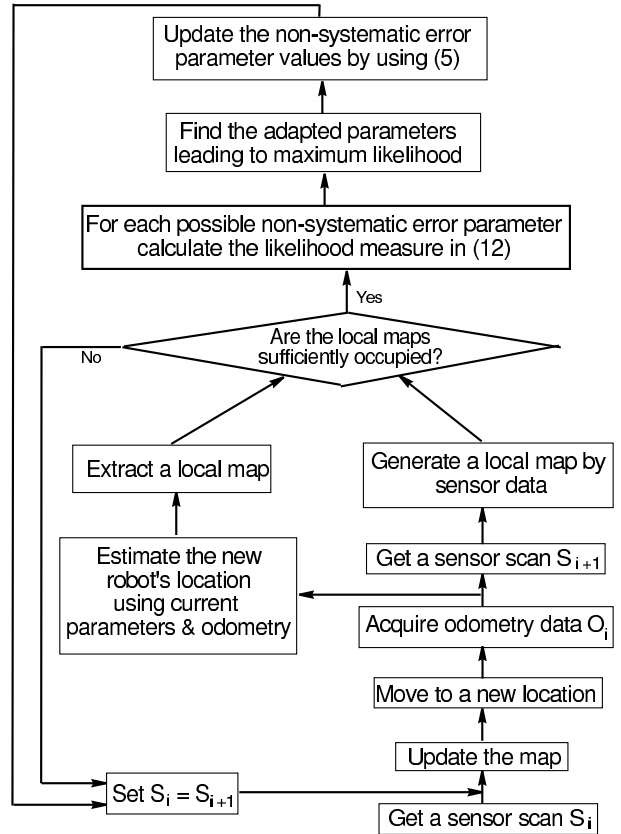 Update the non-systematic error
parameter values by using (5)
Find the adapted parameters
leading to maximum likelihood
For each possible non-systematic error parameter
calculate the likelihood measure in (12)
Yes
Are the local maps
sufficiently occupied?
No
Extract a local map
Generate a local map by
sensor data
Estimate the new
robot's location
using current
parameters & odometry
Get a sensor scan S i+1
Acquire odometry data O i
Move to a new location
Update the map
Set S i = S i+1
Get a sensor scan S i